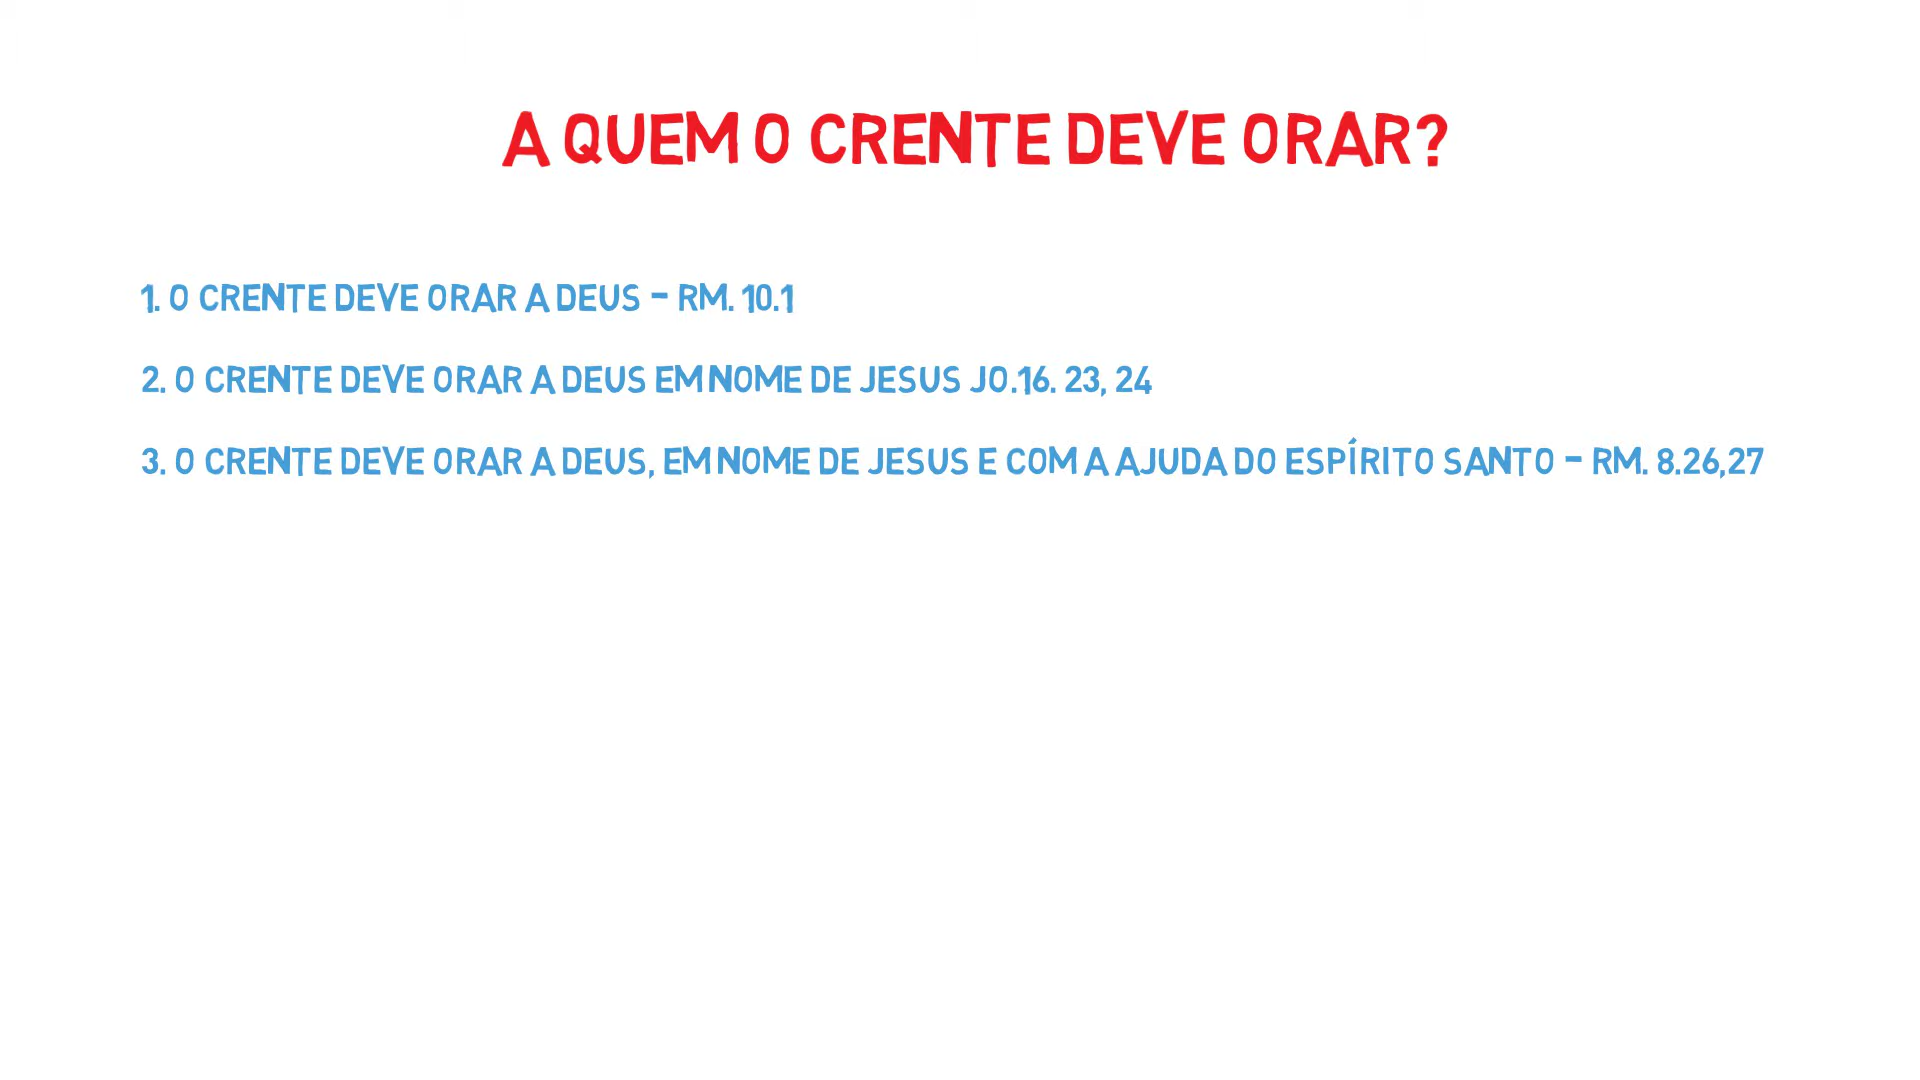 A QUEM O CRENTE DEVE ORAR?
1. O CRENTE DEVE ORAR A DEUS - RM. 10.1
2. O CRENTE DEVE ORAR A DEUS EM NOME DE JESUS JO.16. 23, 24
3. O CRENTE DEVE ORAR A DEUS, EM NOME DE JESUS E COM A AJUDA DO ESPÍRITO SANTO - RM. 8.26,27